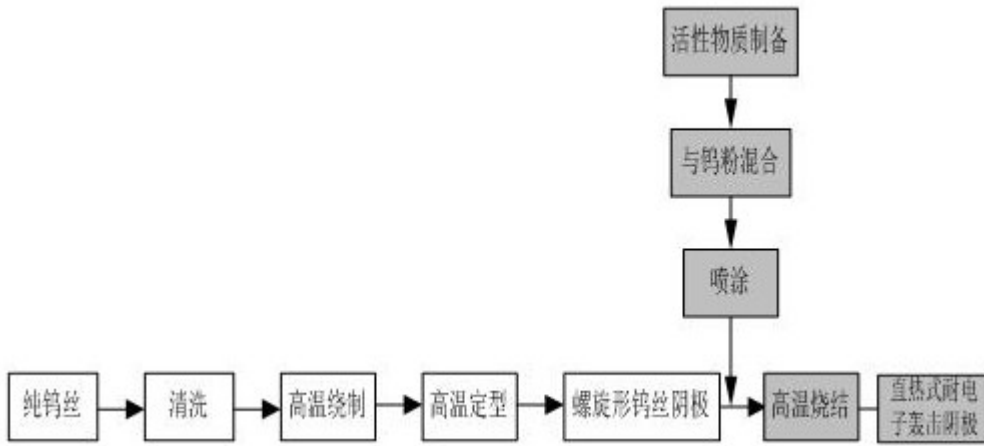 活性物质制备
与钨粉混合
喷涂
纯钨丝
清洗
高温绕制
高温定型
螺旋形钨丝阴极
高温烧结
直热式耐电
子轰击阴极